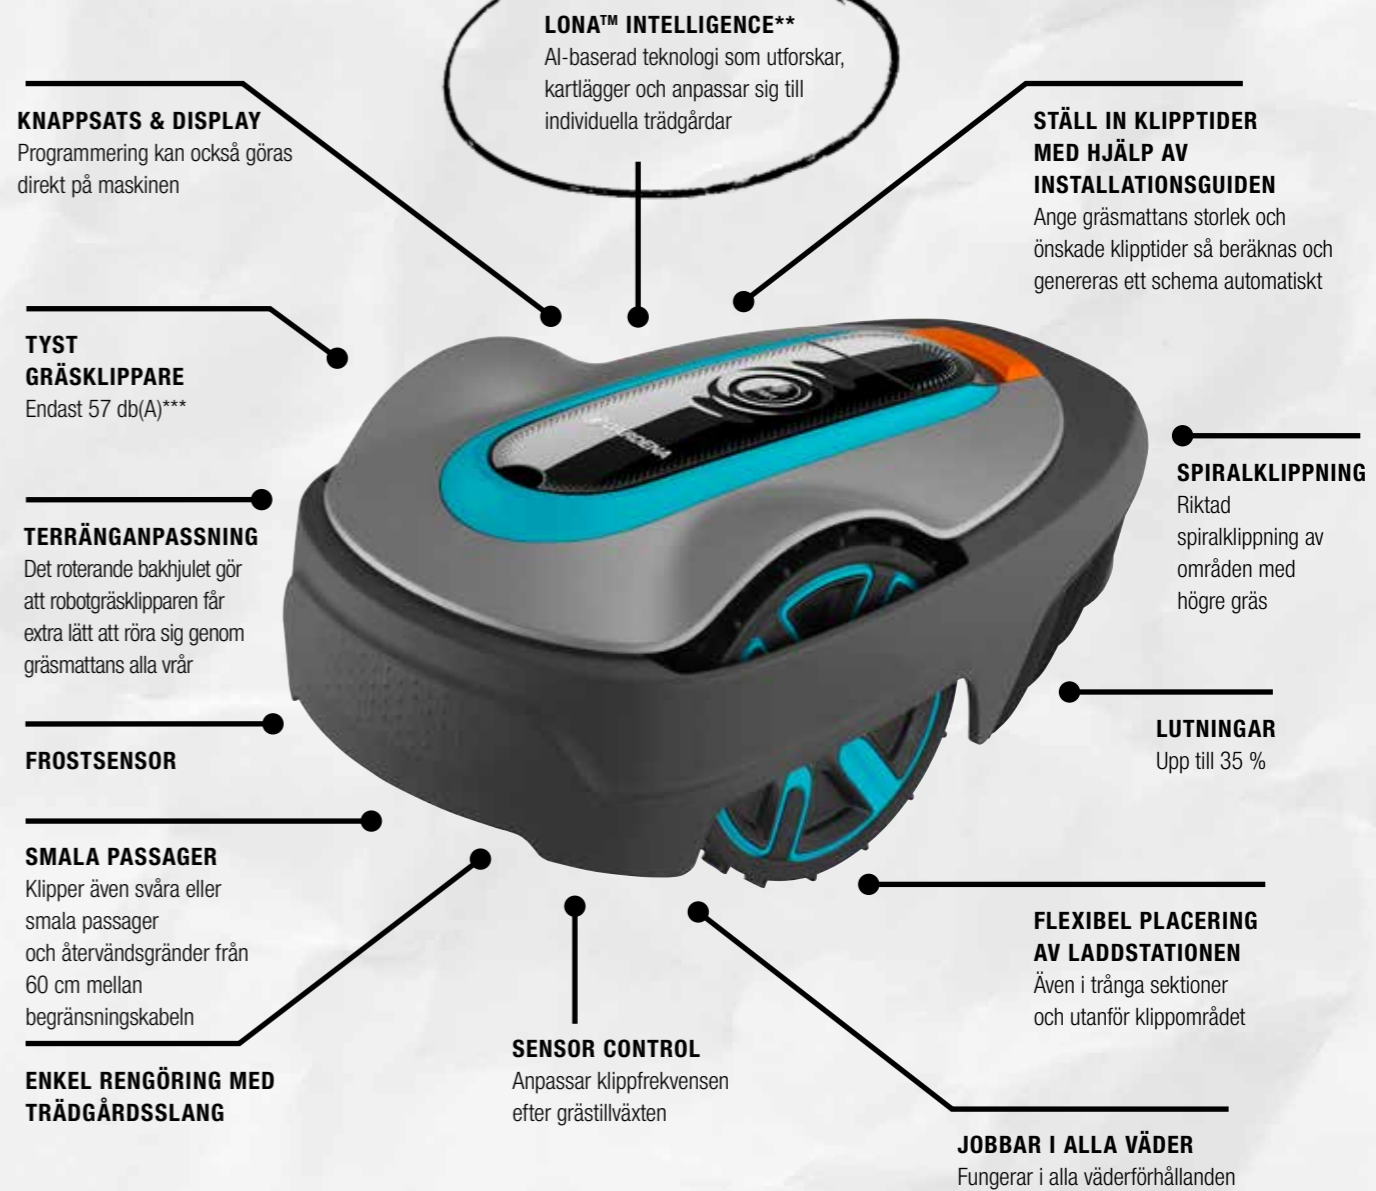 LONA™ INTELLIGENCE**
AI-baserad teknologi som utforskar,
kartlägger och anpassar sig till
individuella trädgårdar
KNAPPSATS & DISPLAY
Programmering kan också göras
direkt på maskinen
STÄLL IN KLIPPTIDER
MED HJÄLP AV
INSTALLATIONSGUIDEN
Ange gräsmattans storlek och
önskade klipptider så beräknas och
genereras ett schema automatiskt
TYST
GRÄSKLIPPARE
Endast 57 db(A)***
GARDENA
SPIRALKLIPPNING
Riktad
spiralklippning av
områden med
högre gräs
TERRÄNGANPASSNING
Det roterande bakhjulet gör
att robotgräsklipparen får
extra lätt att röra sig genom
gräsmattans alla vrår
LUTNINGAR
Upp till 35 %
FROSTSENSOR
SMALA PASSAGER
Klipper även svåra eller
smala passager
och återvändsgränder från
60 cm mellan
begränsningskabeln
FLEXIBEL PLACERING
AV LADDSTATIONEN
Även i trånga sektioner
och utanför klippområdet
ENKEL RENGÖRING MED
TRÄDGÅRDSSLANG
SENSOR CONTROL
Anpassar klippfrekvensen
efter grästillväxten
JOBBAR I ALLA VÄDER
Fungerar i alla väderförhållanden